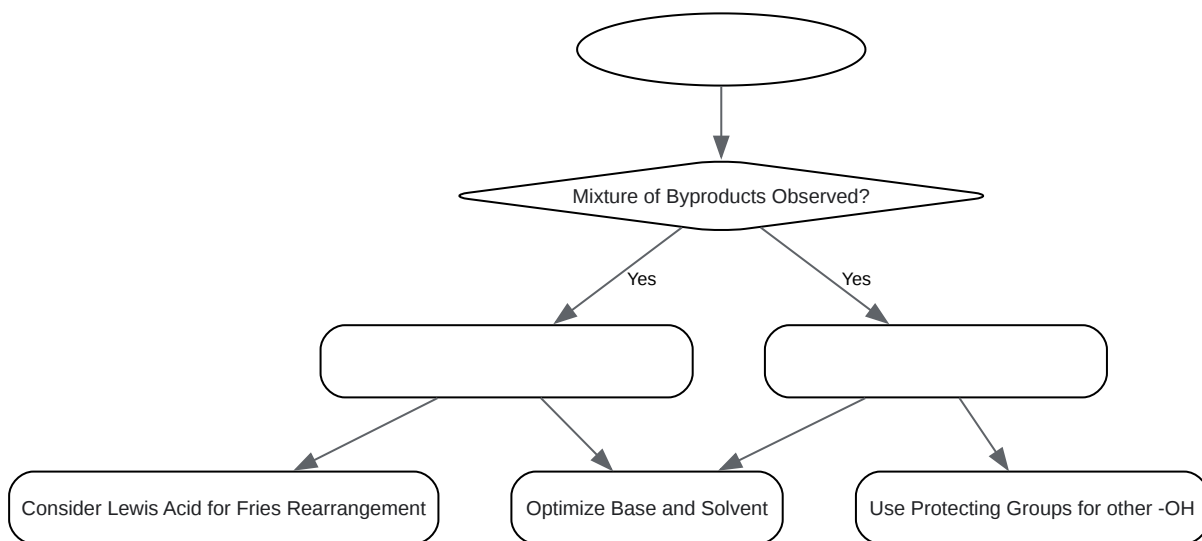 Mixture of Byproducts Observed?
Yes
Yes
Consider Lewis Acid for Fries Rearrangement
Optimize Base and Solvent
Use Protecting Groups for other -OH